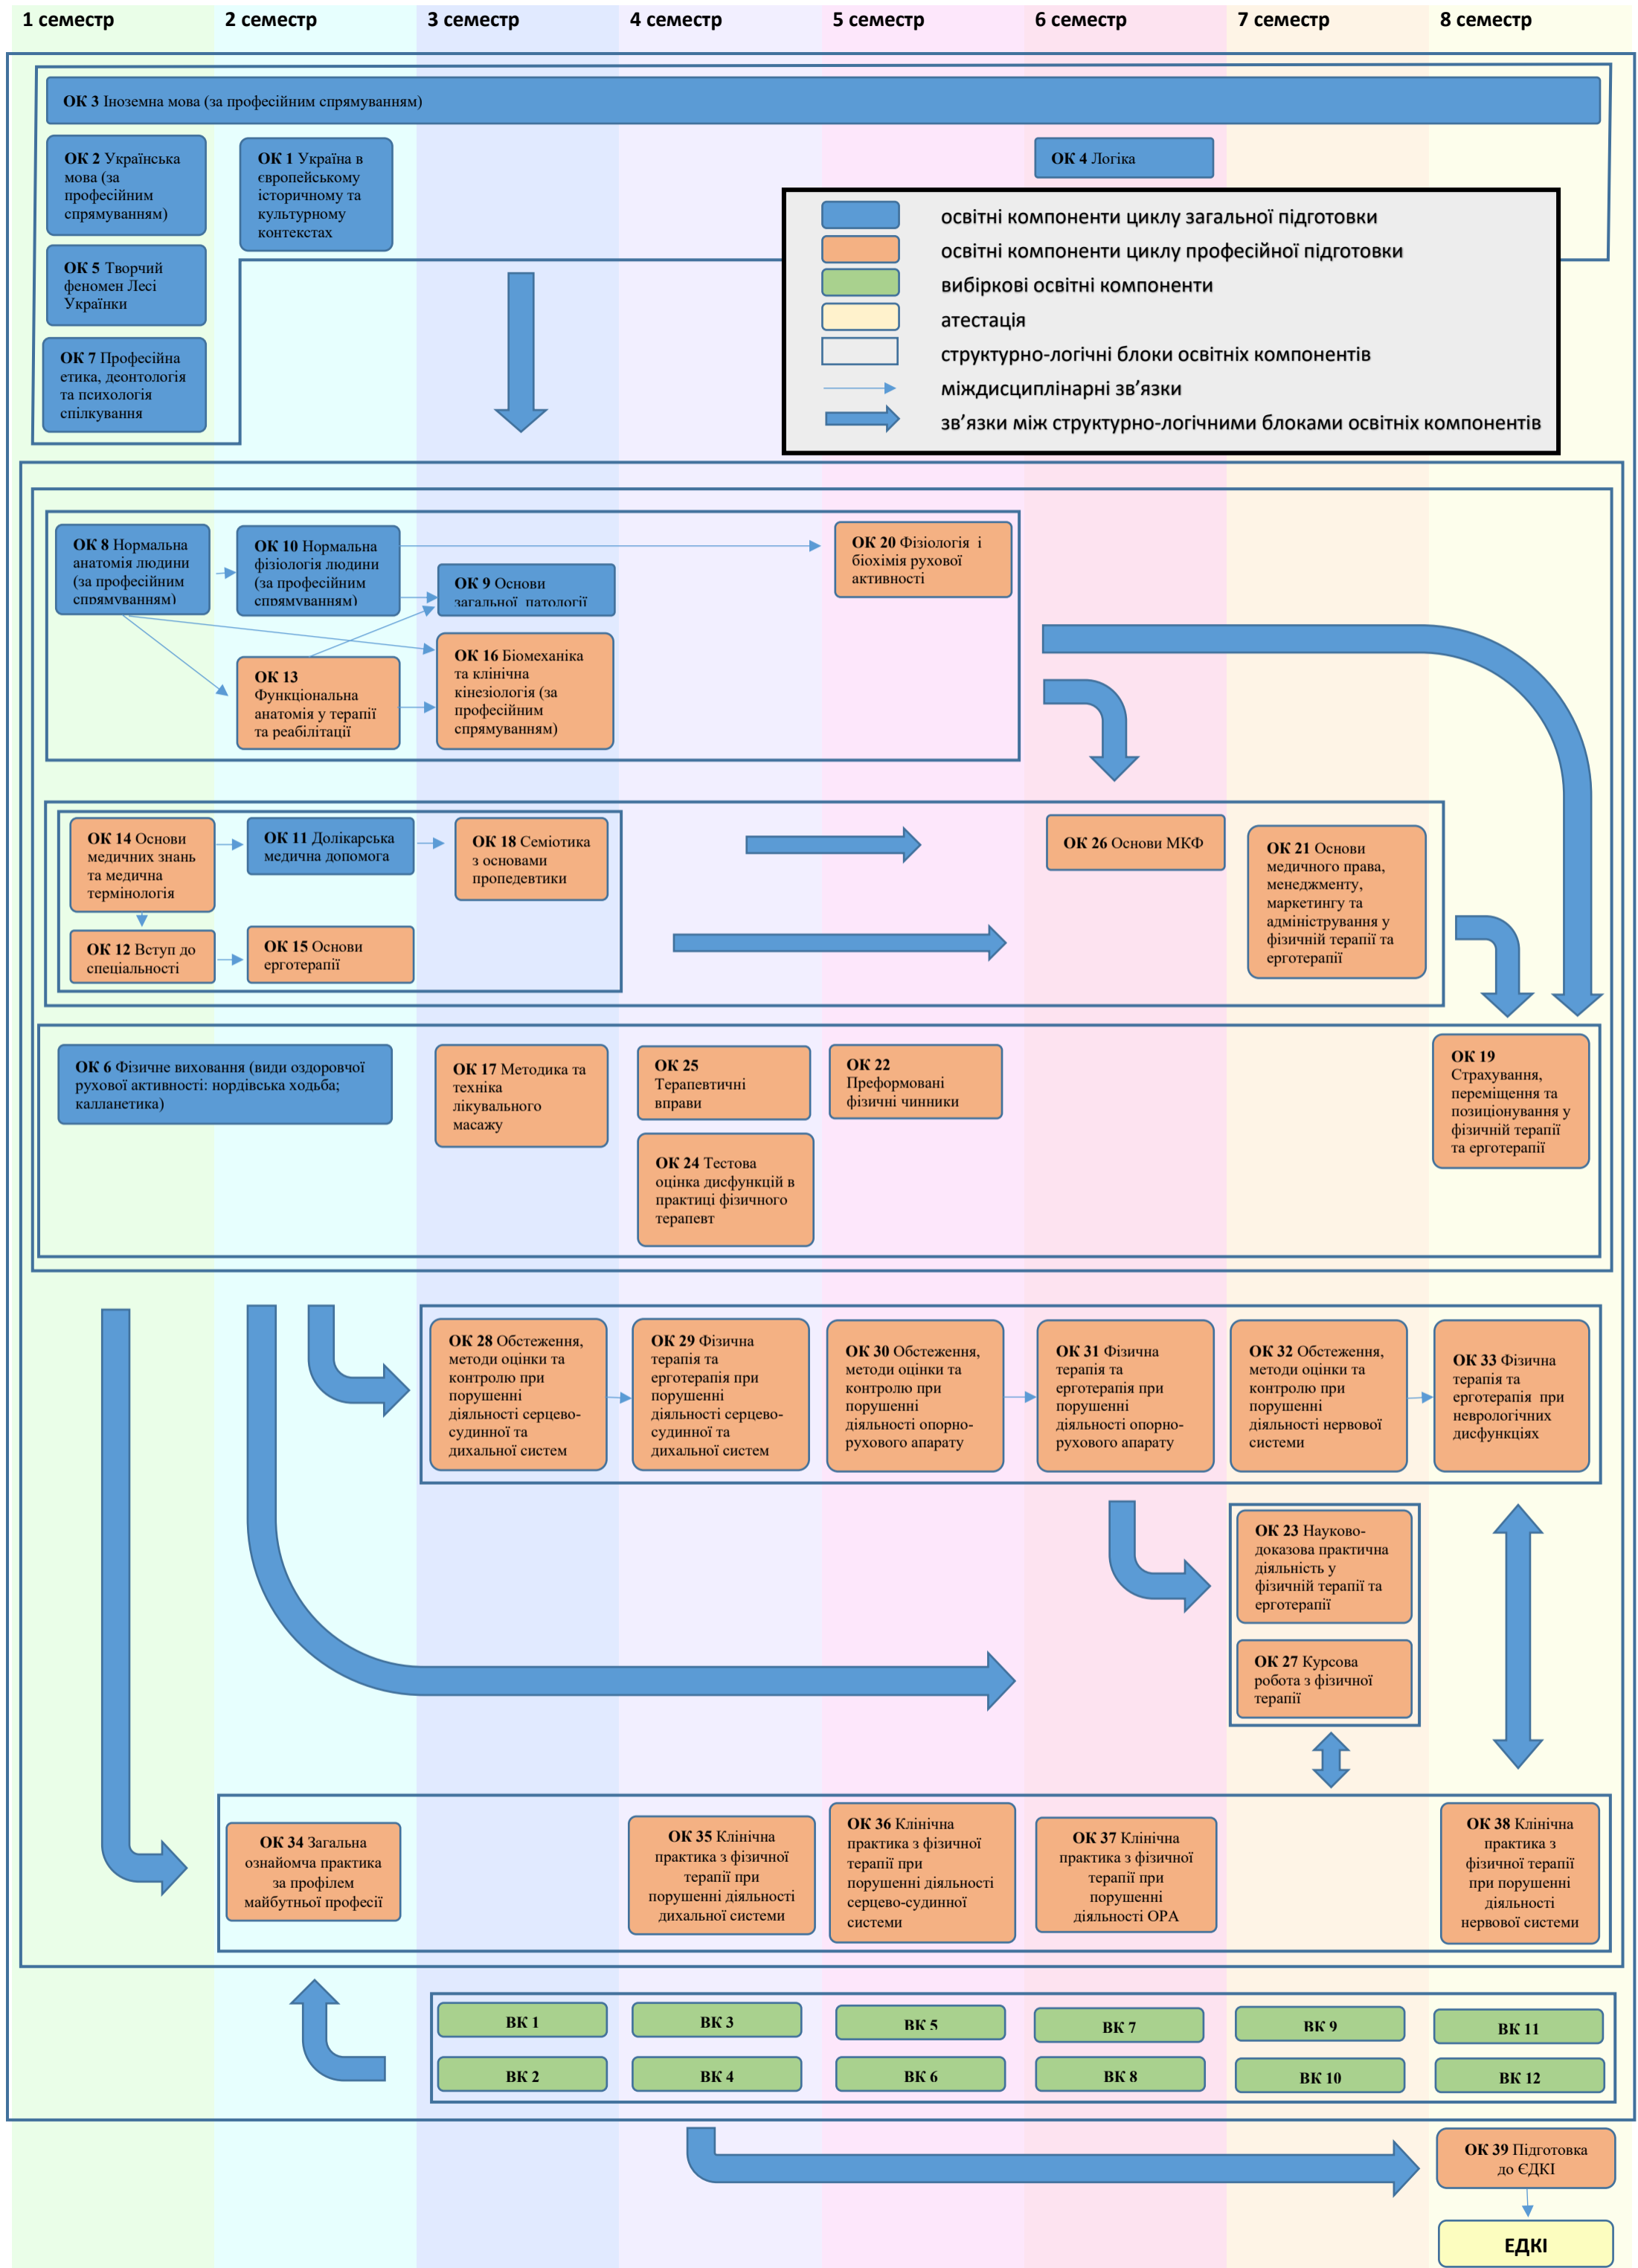 1 семестр
2 семестр
3 семестр
4 семестр
5 семестр
6 семестр
7 семестр
8 семестр
ОК 3 Іноземна мова (за професійним спрямуванням)
ОК 2 Українська
мова (за
професійним
спрямуванням)
ОК 1 Україна в
європейському
історичному та
культурному
контекстах
ОК 4 Логіка
ОК 5 Творчий
феномен Лесі
Українки
ОК 7 Професійна
етика, деонтологія
та психологія
спілкування
освітні компоненти циклу загальної підготовки
освітні компоненти циклу професійної підготовки
вибіркові освітні компоненти
атестація
структурно-логічні блоки освітніх компонентів
міждисциплінарні зв’язки
зв’язки між структурно-логічними блоками освітніх компонентів
ОК 8 Нормальна
анатомія людини
(за професійним
спрямуванням)
ОК 10 Нормальна
фізіологія людини
(за професійним
спрямуванням)
ОК 9 Основи
загальної патології
ОК 20 Фізіологія і
біохімія рухової
активності
ОК 13
Функціональна
анатомія у терапії
та реабілітації
ОК 16 Біомеханіка
та клінічна
кінезіологія (за
професійним
спрямуванням)
ОК 14 Основи
медичних знань
та медична
термінологія
ОК 11 Долікарська
медична допомога
ОК 18 Семіотика
з основами
пропедевтики
ОК 26 Основи МКФ
ОК 21 Основи
медичного права,
менеджменту,
маркетингу та
адміністрування у
фізичній терапії та
ерготерапії
ОК 12 Вступ до
спеціальності
ОК 15 Основи
ерготерапії
ОК 6 Фізичне виховання (види оздоровчої
рухової активності: нордівська ходьба;
калланетика)
ОК 17 Методика та
техніка
лікувального
масажу
ОК 25
Терапевтичні
вправи
ОК 22
Преформовані
фізичні чинники
ОК 19
Страхування,
переміщення та
позиціонування у
фізичній терапії
та ерготерапії
ОК 24 Тестова
оцінка дисфункцій в
практиці фізичного
терапевт
ОК 28 Обстеження,
методи оцінки та
контролю при
порушенні
діяльності серцево-
судинної та
дихальної систем
ОК 29 Фізична
терапія та
ерготерапія при
порушенні
діяльності серцево-
судинної та
дихальної систем
ОК 30 Обстеження,
методи оцінки та
контролю при
порушенні
діяльності опорно-
рухового апарату
ОК 31 Фізична
терапія та
ерготерапія при
порушенні
діяльності опорно-
рухового апарату
ОК 32 Обстеження,
методи оцінки та
контролю при
порушенні
діяльності нервової
системи
ОК 33 Фізична
терапія та
ерготерапія при
неврологічних
дисфункціях
ОК 23 Науково-
доказова практична
діяльність у
фізичній терапії та
ерготерапії
ОК 27 Курсова
робота з фізичної
терапії
ОК 34 Загальна
ознайомча практика
за профілем
майбутньої професії
ОК 35 Клінічна
практика з фізичної
терапії при
порушенні діяльності
дихальної системи
ОК 36 Клінічна
практика з фізичної
терапії при
порушенні діяльності
серцево-судинної
системи
ОК 37 Клінічна
практика з фізичної
терапії при
порушенні
діяльності ОРА
ОК 38 Клінічна
практика з
фізичної терапії
при порушенні
діяльності
нервової системи
ВК 1
ВК 3
ВК 5
ВК 7
ВК 9
ВК 11
ВК 2
ВК 4
ВК 6
ВК 8
ВК 10
ВК 12
ОК 39 Підготовка
до ЄДКІ
ЕДКІ